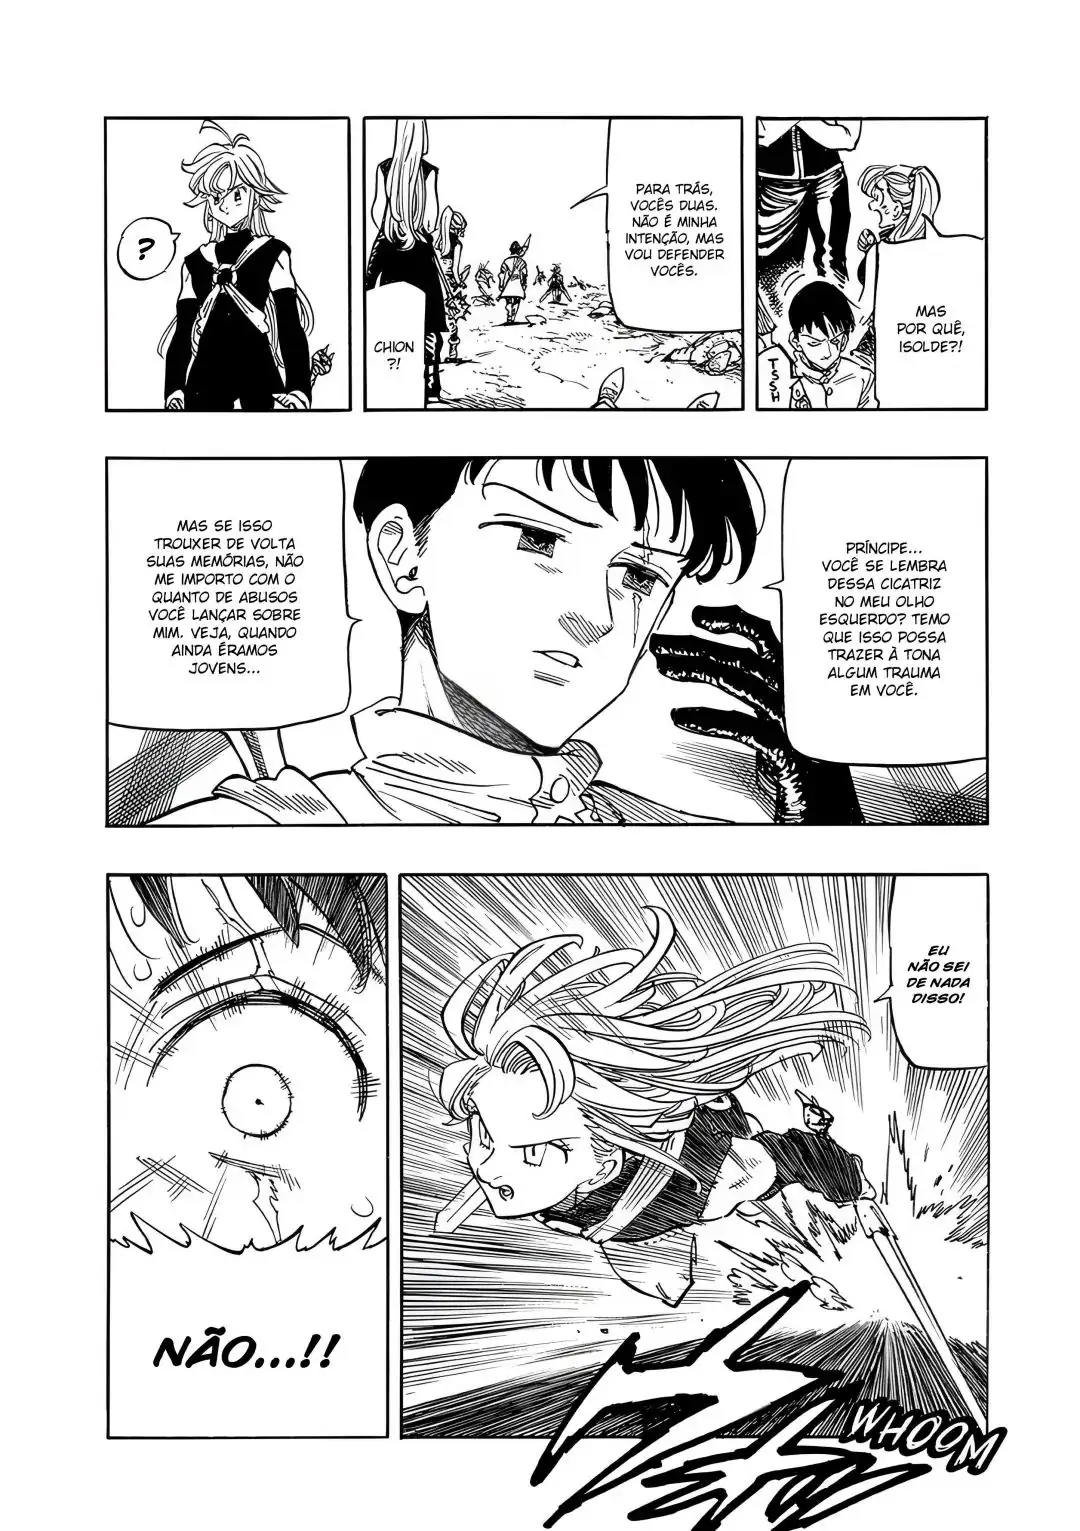 MAS
POR QUÊ,
ISOLDE?!
TSSH
PARA TRÁS,
VOCÊS DUAS.
NÃO É MINHA
INTENÇÃO, MAS
VOU DEFENDER
VOCÊS.
CHION
?!
?
PRÍNCIPE...
VOCÊ SE LEMBRA
DESSA CICATRIZ
NO MEU OLHO
ESQUERDO? TEMO
QUE ISSO POSSA
TRAZER À TONA
ALGUM TRAUMA
EM VOCÊ.
MAS SE ISSO
TROUXER DE VOLTA
SUAS MEMÓRIAS, NÃO
ME IMPORTO COM O
QUANTO DE ABUSOS
VOCÊ LANÇAR SOBRE
MIM. VEJA, QUANDO
AINDA ÉRAMOS
JOVENS...
EU
NÃO SEI
DE NADA
DISSO!
WHOOM
NÃO...!!